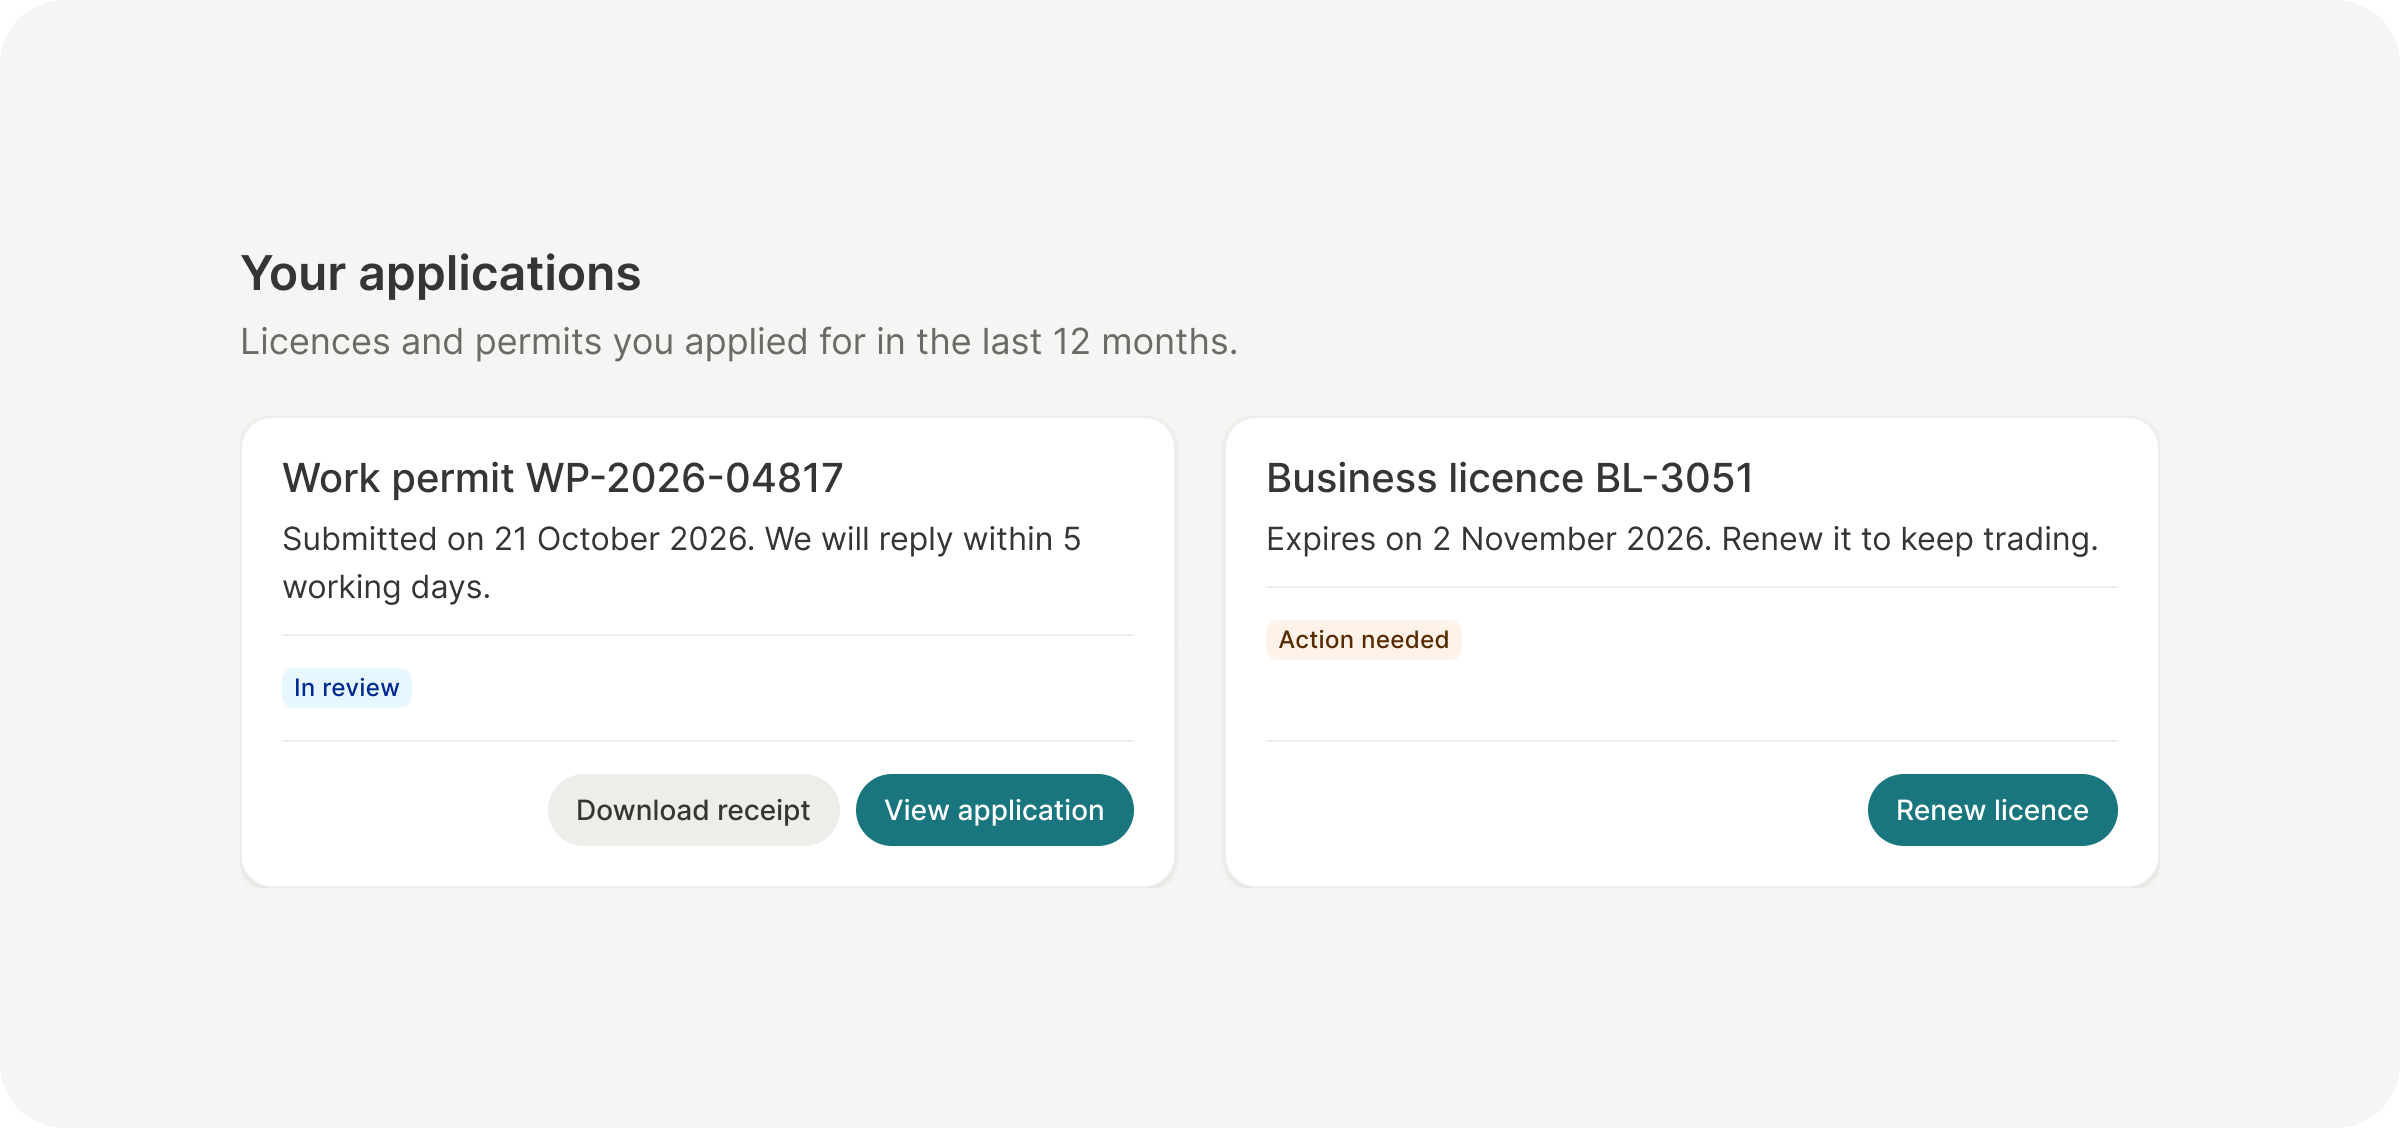 Your applications
Licences and permits you applied for in the last 12 months.
Work permit WP-2026-04817
Submitted on 21 October 2026. We will reply within 5
working days.
In review
Download receipt
View application
Business licence BL-3051
Expires on 2 November 2026. Renew it to keep trading.
Action needed
Renew licence